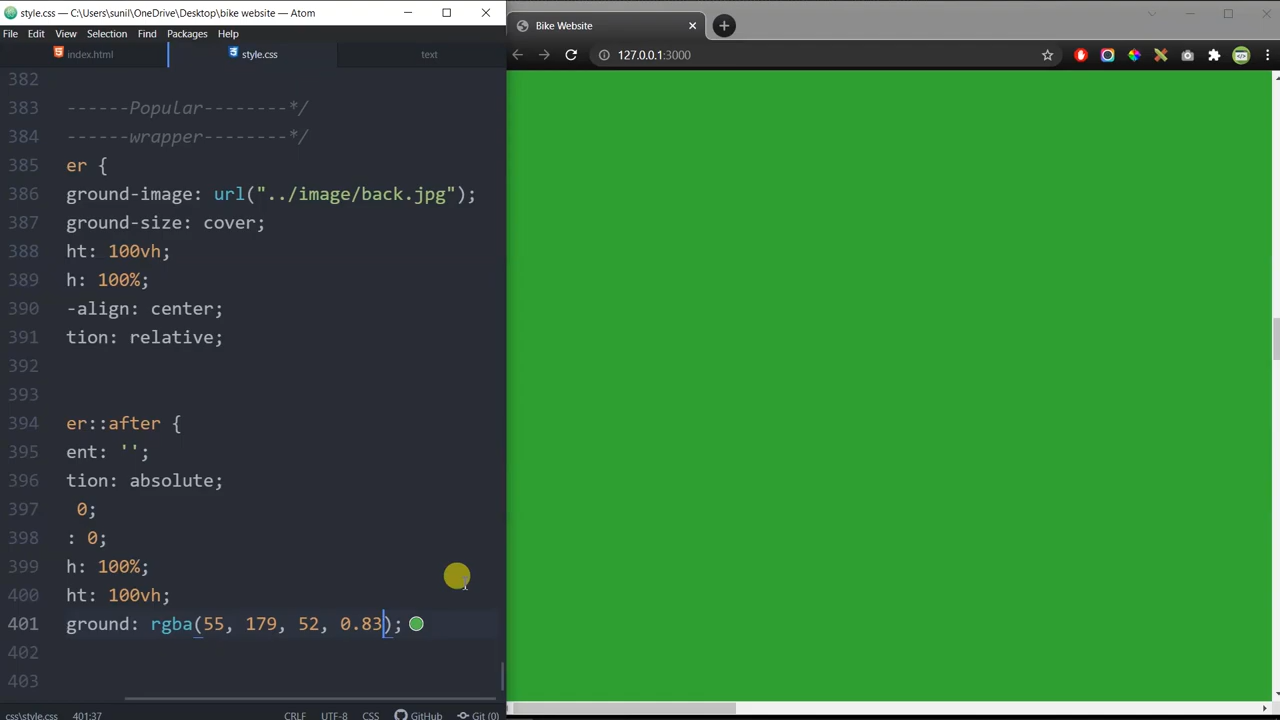 style.css — C:\Users\sunil\OneDrive\Desktop\bike website — Atom
File Edit View Selection Find Packages Help
index.html style.css text
382
383 ------Popular--------*/
384 ------wrapper--------*/
385 er {
386 ground-image: url("../image/back.jpg");
387 ground-size: cover;
388 ht: 100vh;
389 h: 100%;
390 -align: center;
391 tion: relative;
392
393
394 er::after {
395 ent: '';
396 tion: absolute;
397 0;
398 : 0;
399 h: 100%;
400 ht: 100vh;
401 ground: rgba(55, 179, 52, 0.83);
402
403
css\style.css 401:37 CRLF UTF-8 CSS GitHub Git (0)
Bike Website
127.0.0.1:3000